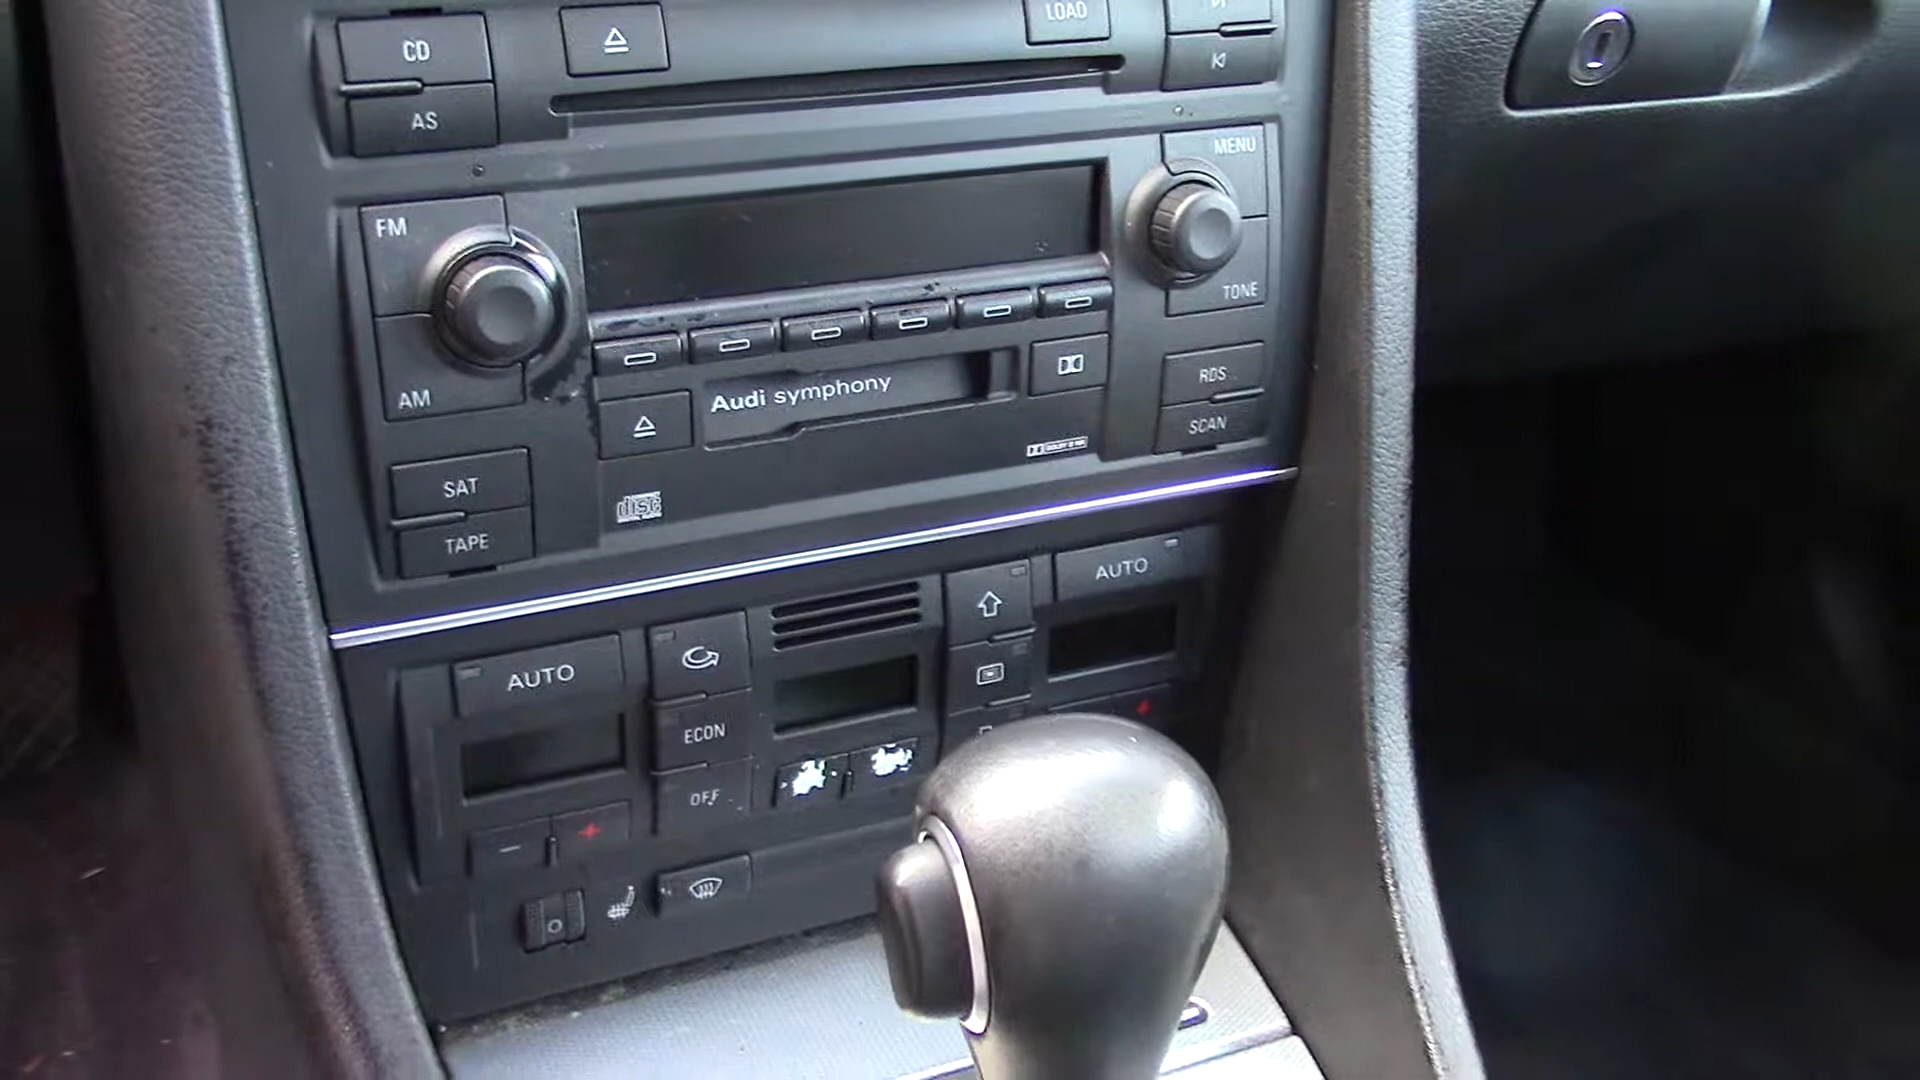 CD
LOAD
AS
FM
MENU
TONE
AM
Audi symphony
RDS
SCAN
SAT
disc
TAPE
AUTO
AUTO
ECON
OFF